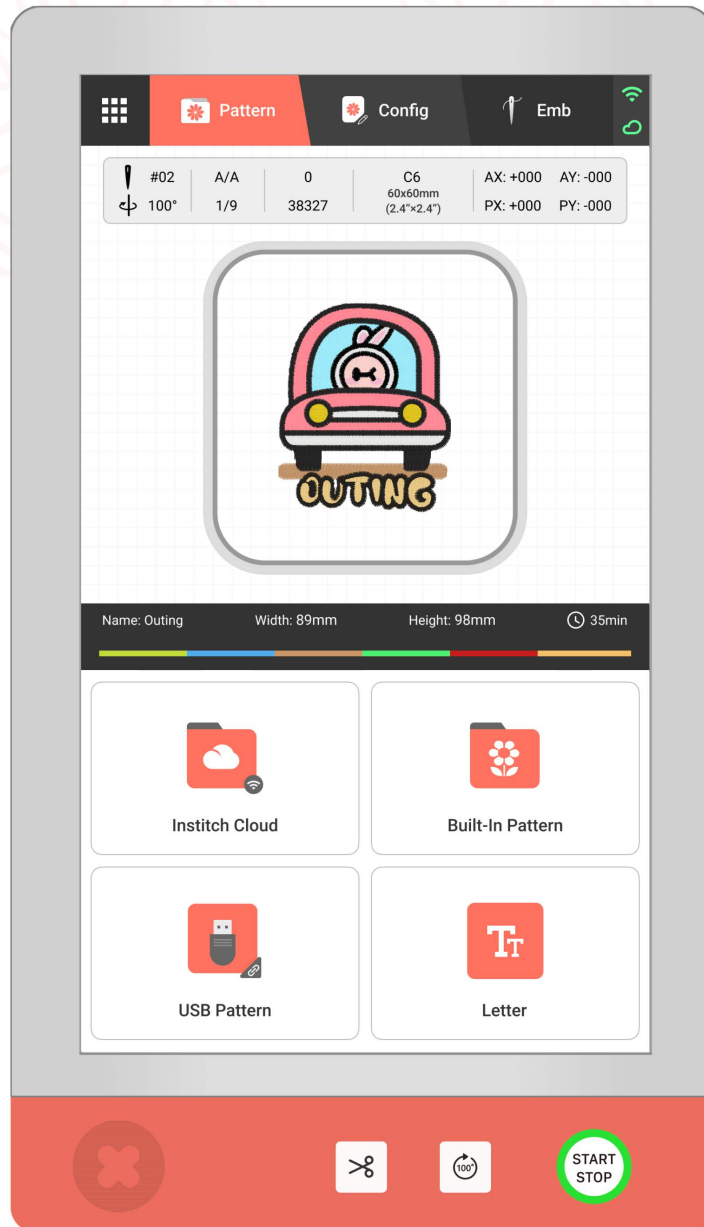 Pattern Config Emb
#02 A/A 0 C6 AX: +000 AY: -000
60x60mm
100° 1/9 38327 (2.4"×2.4") PX: +000 PY: -000
OUTING
Name: Outing Width: 89mm Height: 98mm 35min
Institch Cloud Built-In Pattern
TT
USB Pattern Letter
100°
START
STOP